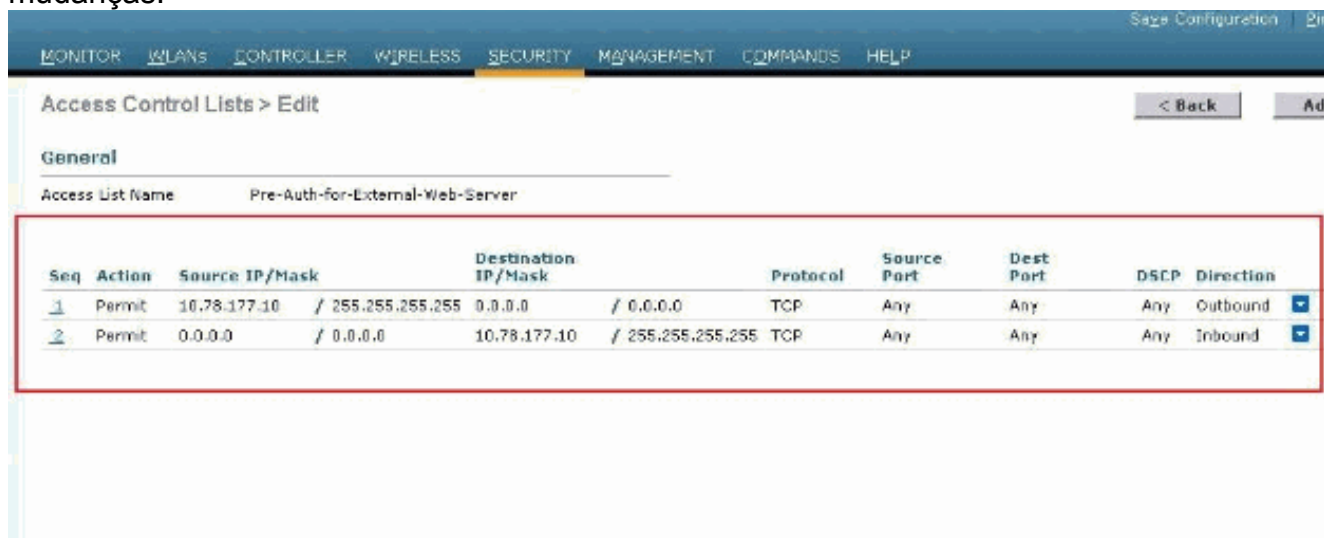 mudanças.
Save Configuration | Pi
MONITOR WLANs CONTROLLER WIRELESS SECURITY MANAGEMENT COMMANDS HELP
Access Control Lists > Edit
< Back Ad
General
Access List Name Pre-Auth-for-External-Web-Server
Seq Action Source IP/Mask Destination IP/Mask Protocol Source Port Dest Port DSCP Direction
1 Permit 10.78.177.10 / 255.255.255.255 0.0.0.0 / 0.0.0.0 TCP Any Any Any Outbound
2 Permit 0.0.0.0 / 0.0.0.0 10.78.177.10 / 255.255.255.255 TCP Any Any Any Inbound